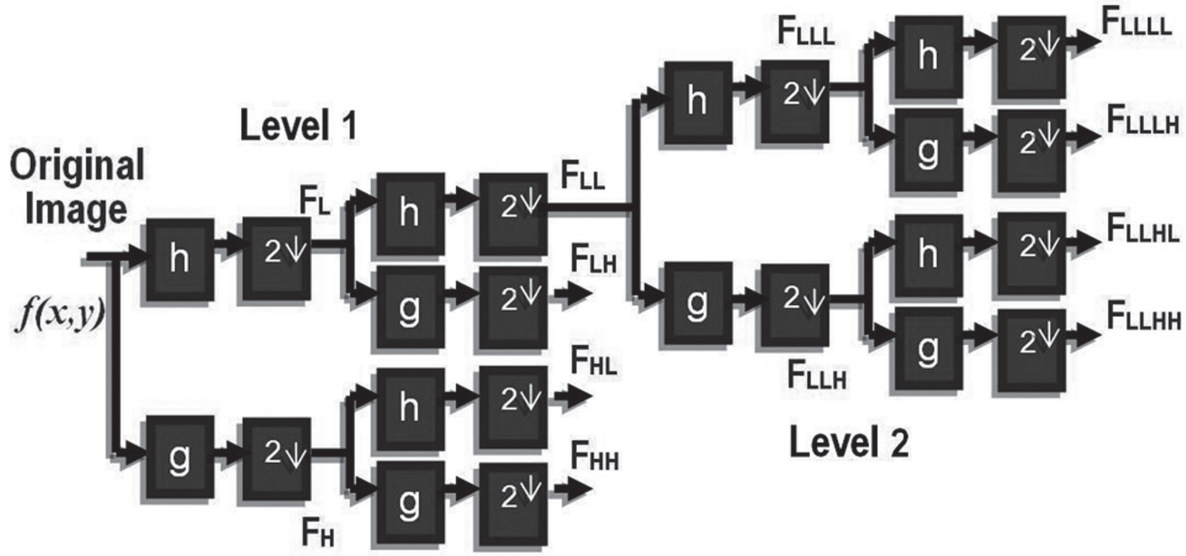 Original
Image
f(x,y)
Level 1
h
2↓
FL
h
2↓
FLL
g
2↓
FLH
g
2↓
FH
h
2↓
FHL
g
2↓
FHH
h
2↓
FLLL
h
2↓
FLLLL
g
2↓
FLLLH
g
2↓
FLLH
h
2↓
FLLHL
g
2↓
FLLHH
Level 2